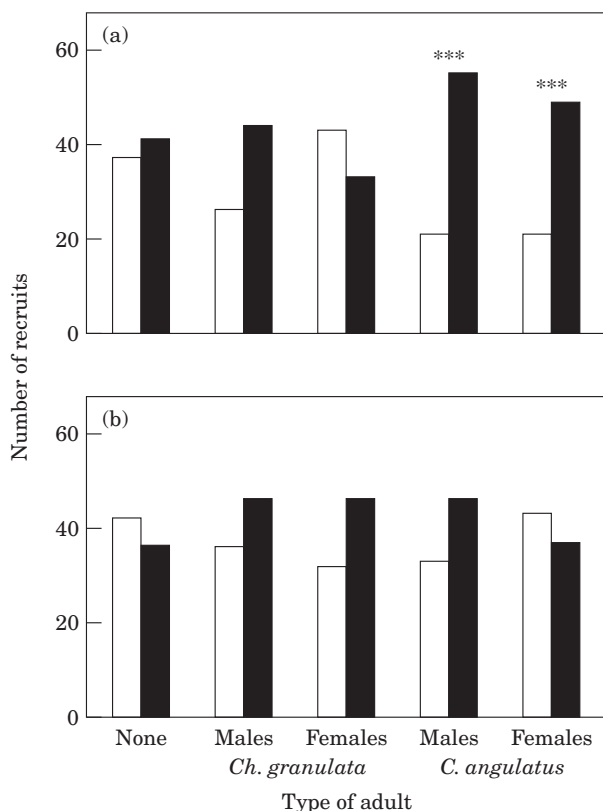 (a)
60
40
20
0
*** ***
Number of recruits
(b)
60
40
20
0
None Males Females Males Females
Ch. granulata C. angulatus
Type of adult